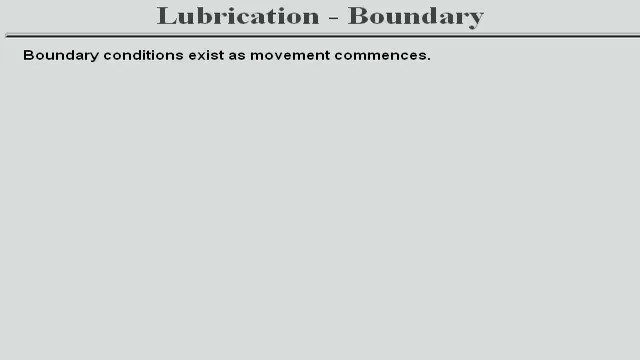 Lubrication - Boundary
Boundary conditions exist as movement commences.